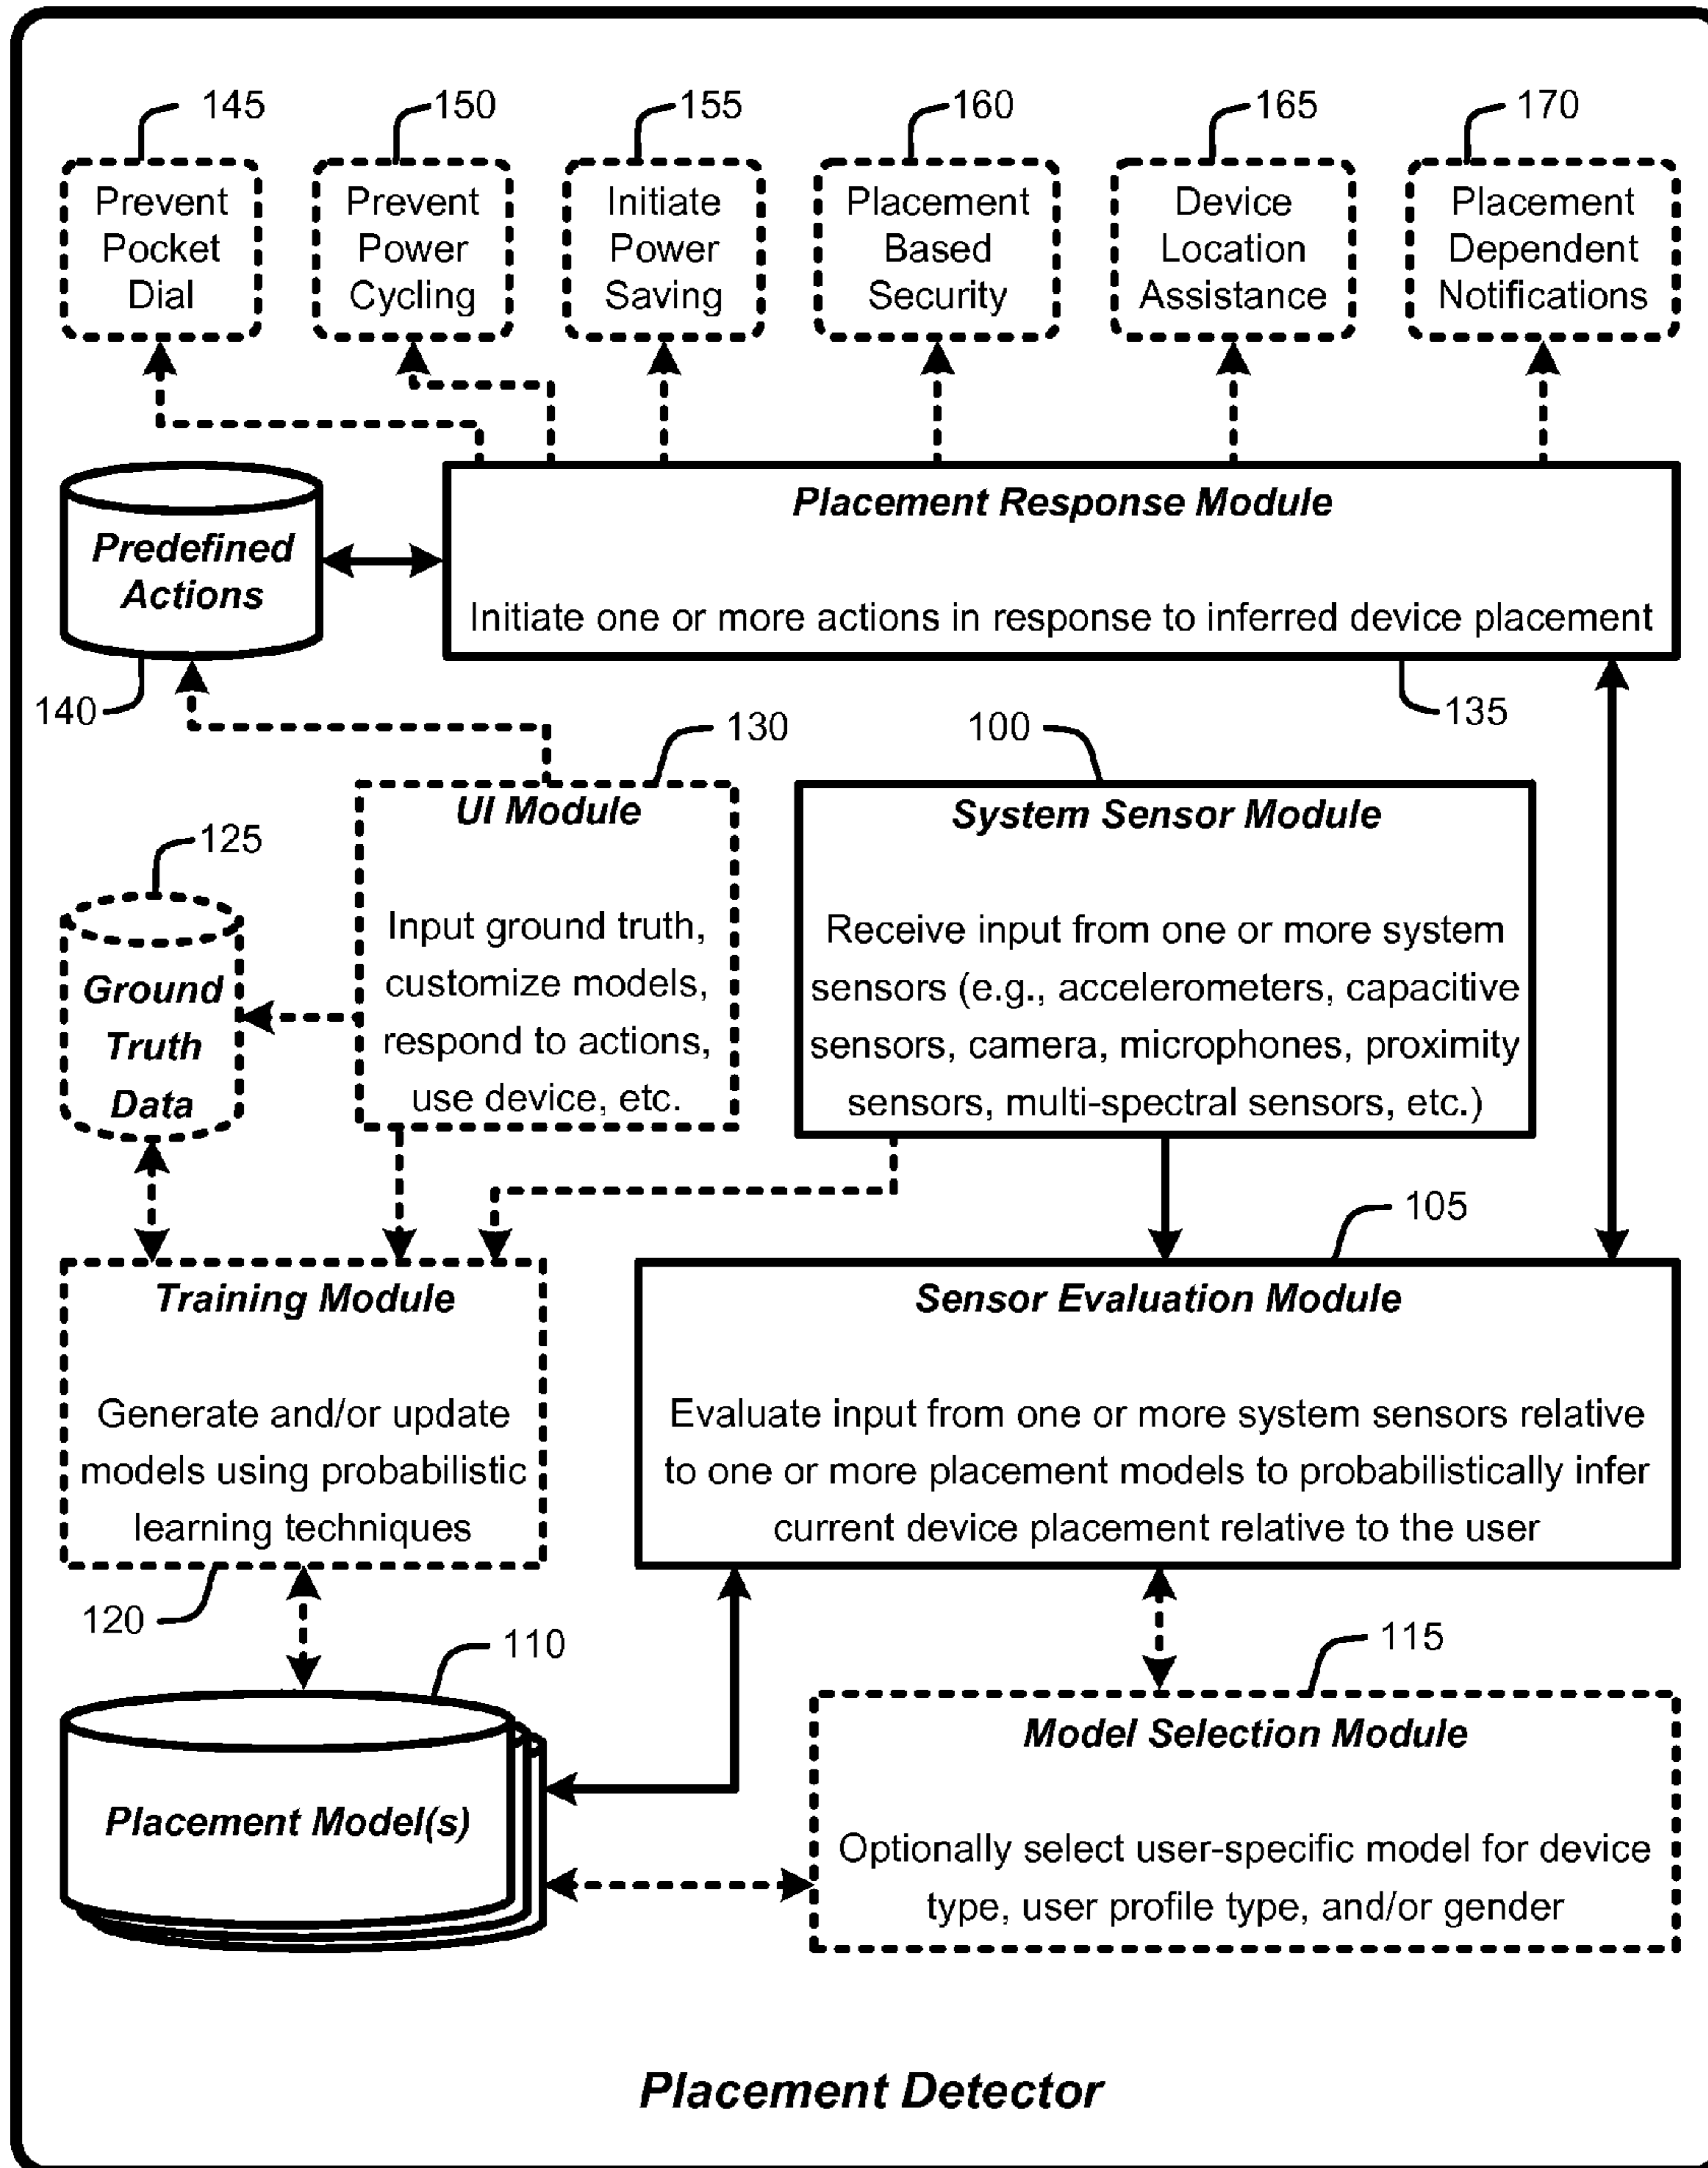 145
150
155
160
165
170
Prevent
Pocket
Dial
Prevent
Power
Cycling
Initiate
Power
Saving
Placement
Based
Security
Device
Location
Assistance
Placement
Dependent
Notifications
Predefined
Actions
140
Placement Response Module
Initiate one or more actions in response to inferred device placement
135
130
UI Module
Input ground truth,
customize models,
respond to actions,
use device, etc.
100
System Sensor Module
Receive input from one or more system
sensors (e.g., accelerometers, capacitive
sensors, camera, microphones, proximity
sensors, multi-spectral sensors, etc.)
125
Ground
Truth
Data
Training Module
Generate and/or update
models using probabilistic
learning techniques
120
105
Sensor Evaluation Module
Evaluate input from one or more system sensors relative
to one or more placement models to probabilistically infer
current device placement relative to the user
110
Placement Model(s)
115
Model Selection Module
Optionally select user-specific model for device
type, user profile type, and/or gender
Placement Detector